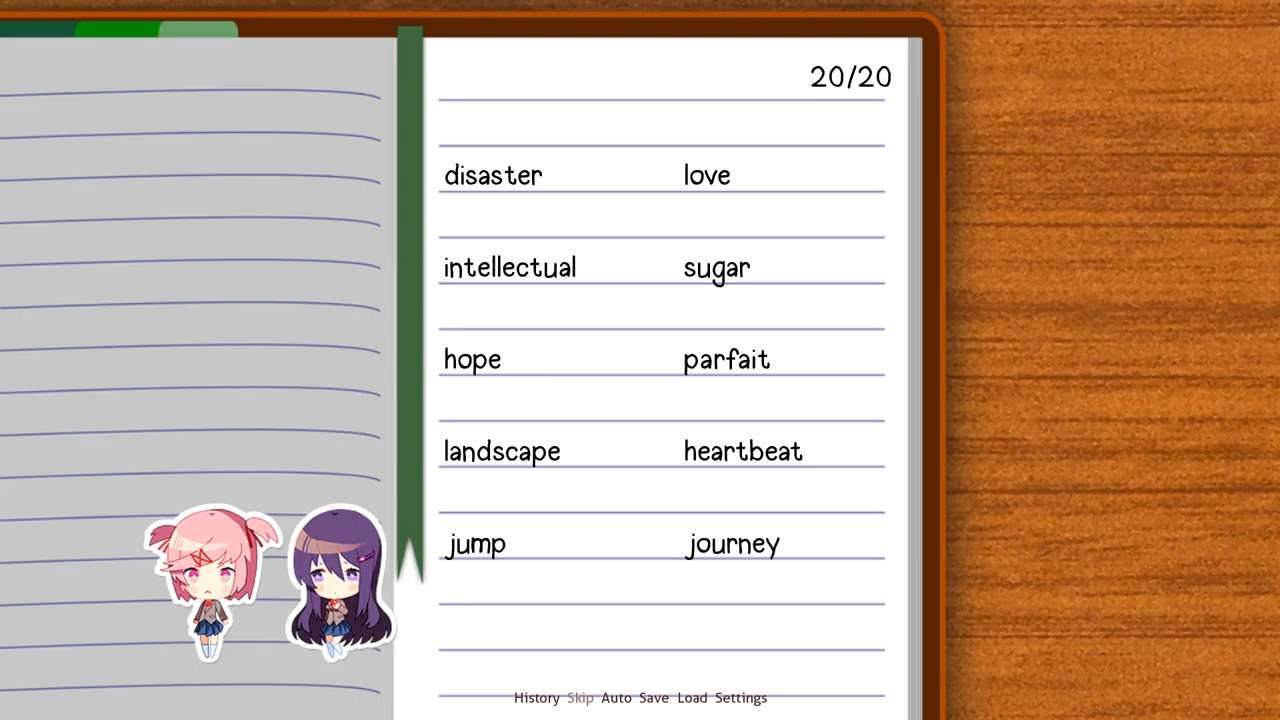 20/20
disaster love
intellectual sugar
hope parfait
landscape heartbeat
jump journey
History Skip Auto Save Load Settings